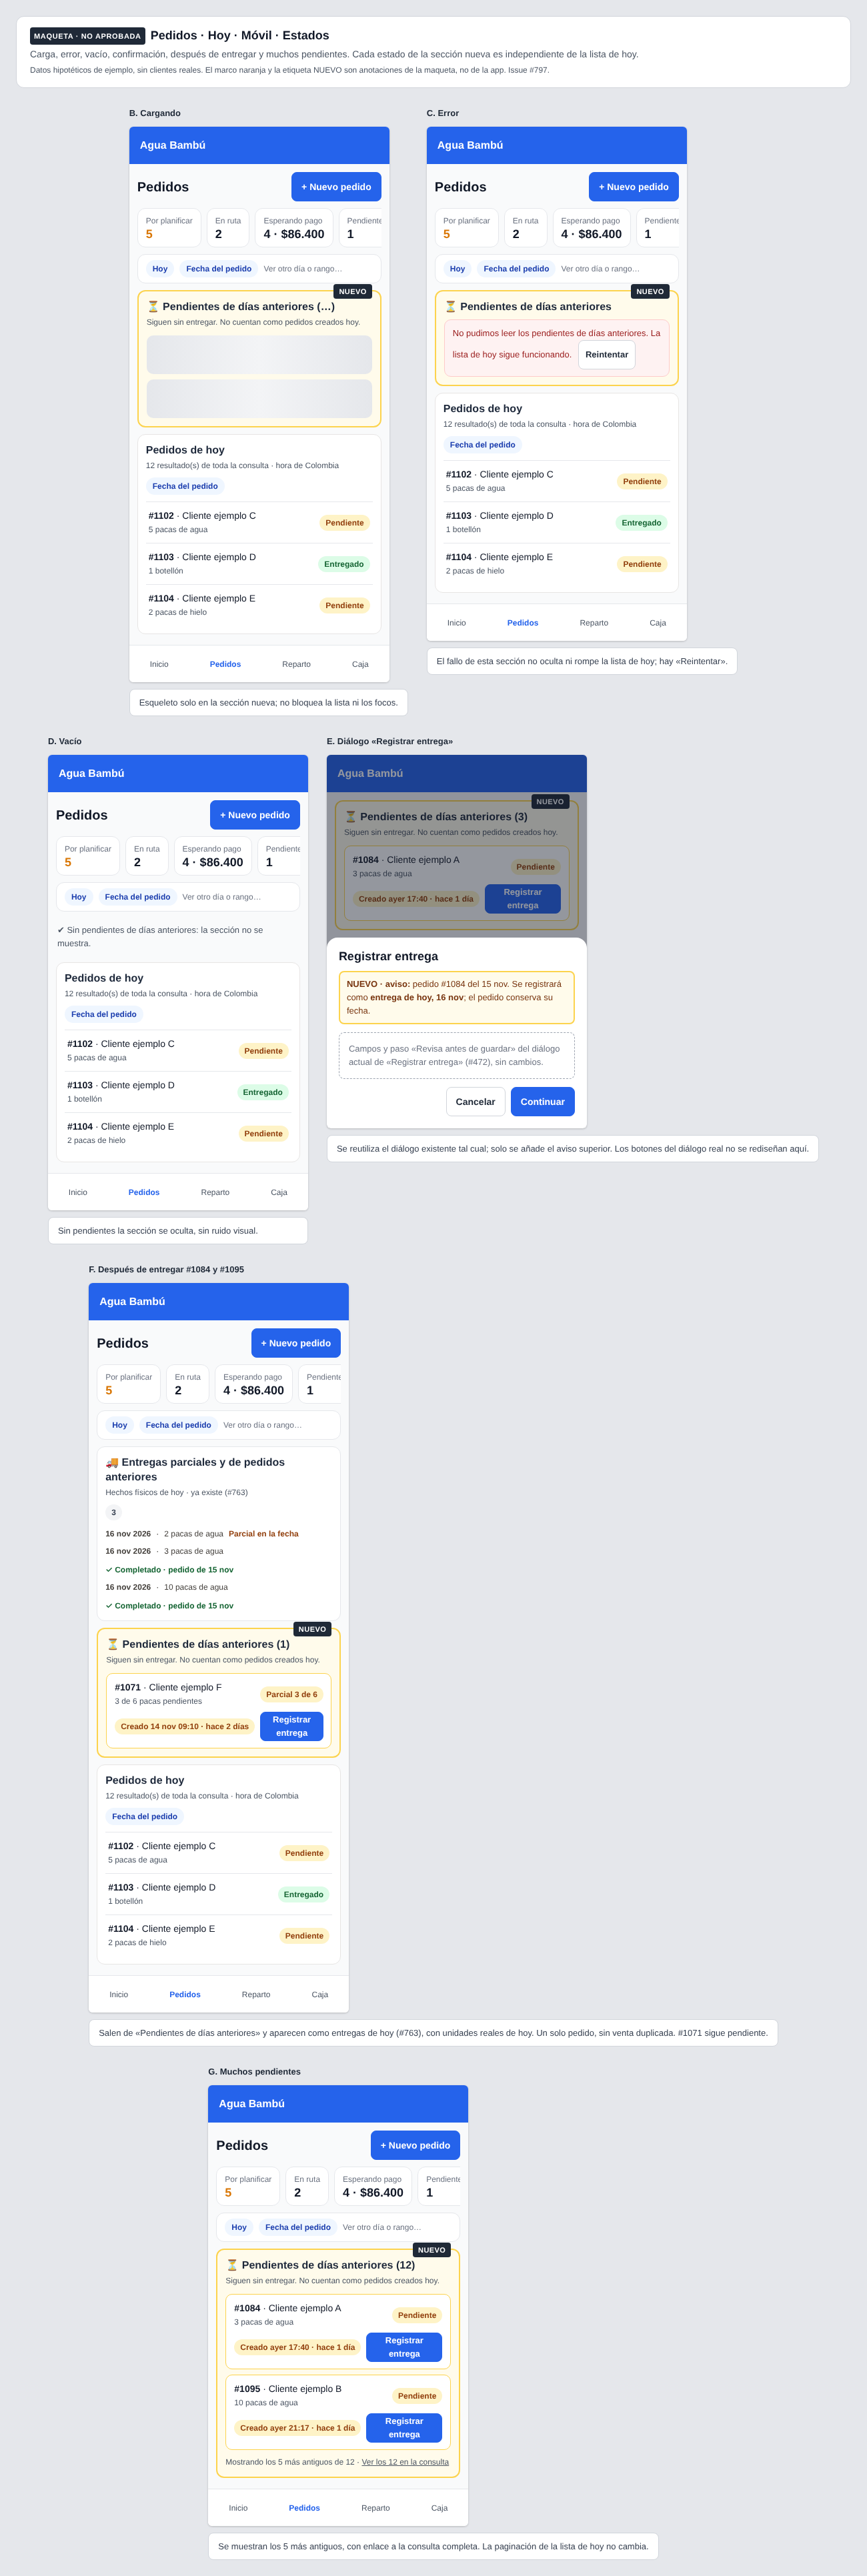 MAQUETA · NO APROBADA Pedidos · Hoy · Móvil · Estados
Carga, error, vacío, confirmación, después de entregar y muchos pendientes. Cada estado de la sección nueva es independiente de la lista de hoy.
Datos hipotéticos de ejemplo, sin clientes reales. El marco naranja y la etiqueta NUEVO son anotaciones de la maqueta, no de la app. Issue #797.
B. Cargando
Agua Bambú
Pedidos
+ Nuevo pedido
Por planificar
5
En ruta
2
Esperando pago
4 · $86.400
Pendiente
1
Hoy
Fecha del pedido
Ver otro día o rango…
NUEVO
⏳ Pendientes de días anteriores (…)
Siguen sin entregar. No cuentan como pedidos creados hoy.
Pedidos de hoy
12 resultado(s) de toda la consulta · hora de Colombia
Fecha del pedido
#1102 · Cliente ejemplo C
5 pacas de agua
Pendiente
#1103 · Cliente ejemplo D
1 botellón
Entregado
#1104 · Cliente ejemplo E
2 pacas de hielo
Pendiente
Inicio
Pedidos
Reparto
Caja
Esqueleto solo en la sección nueva; no bloquea la lista ni los focos.
C. Error
Agua Bambú
Pedidos
+ Nuevo pedido
Por planificar
5
En ruta
2
Esperando pago
4 · $86.400
Pendiente
1
Hoy
Fecha del pedido
Ver otro día o rango…
NUEVO
⏳ Pendientes de días anteriores
No pudimos leer los pendientes de días anteriores. La
lista de hoy sigue funcionando.
Reintentar
Pedidos de hoy
12 resultado(s) de toda la consulta · hora de Colombia
Fecha del pedido
#1102 · Cliente ejemplo C
5 pacas de agua
Pendiente
#1103 · Cliente ejemplo D
1 botellón
Entregado
#1104 · Cliente ejemplo E
2 pacas de hielo
Pendiente
Inicio
Pedidos
Reparto
Caja
El fallo de esta sección no oculta ni rompe la lista de hoy; hay «Reintentar».
D. Vacío
Agua Bambú
Pedidos
+ Nuevo pedido
Por planificar
5
En ruta
2
Esperando pago
4 · $86.400
Pendiente
1
Hoy
Fecha del pedido
Ver otro día o rango…
✔ Sin pendientes de días anteriores: la sección no se
muestra.
Pedidos de hoy
12 resultado(s) de toda la consulta · hora de Colombia
Fecha del pedido
#1102 · Cliente ejemplo C
5 pacas de agua
Pendiente
#1103 · Cliente ejemplo D
1 botellón
Entregado
#1104 · Cliente ejemplo E
2 pacas de hielo
Pendiente
Inicio
Pedidos
Reparto
Caja
Sin pendientes la sección se oculta, sin ruido visual.
E. Diálogo «Registrar entrega»
Agua Bambú
NUEVO
⏳ Pendientes de días anteriores (3)
Siguen sin entregar. No cuentan como pedidos creados hoy.
#1084 · Cliente ejemplo A
3 pacas de agua
Pendiente
Creado ayer 17:40 · hace 1 día
Registrar
entrega
Registrar entrega
NUEVO · aviso: pedido #1084 del 15 nov. Se registrará
como entrega de hoy, 16 nov; el pedido conserva su
fecha.
Campos y paso «Revisa antes de guardar» del diálogo
actual de «Registrar entrega» (#472), sin cambios.
Cancelar
Continuar
Se reutiliza el diálogo existente tal cual; solo se añade el aviso superior. Los botones del diálogo real no se rediseñan aquí.
F. Después de entregar #1084 y #1095
Agua Bambú
Pedidos
+ Nuevo pedido
Por planificar
5
En ruta
2
Esperando pago
4 · $86.400
Pendiente
1
Hoy
Fecha del pedido
Ver otro día o rango…
🚚 Entregas parciales y de pedidos
anteriores
Hechos físicos de hoy · ya existe (#763)
3
16 nov 2026 · 2 pacas de agua Parcial en la fecha
16 nov 2026 · 3 pacas de agua
✓ Completado · pedido de 15 nov
16 nov 2026 · 10 pacas de agua
✓ Completado · pedido de 15 nov
NUEVO
⏳ Pendientes de días anteriores (1)
Siguen sin entregar. No cuentan como pedidos creados hoy.
#1071 · Cliente ejemplo F
3 de 6 pacas pendientes
Parcial 3 de 6
Creado 14 nov 09:10 · hace 2 días
Registrar
entrega
Pedidos de hoy
12 resultado(s) de toda la consulta · hora de Colombia
Fecha del pedido
#1102 · Cliente ejemplo C
5 pacas de agua
Pendiente
#1103 · Cliente ejemplo D
1 botellón
Entregado
#1104 · Cliente ejemplo E
2 pacas de hielo
Pendiente
Inicio
Pedidos
Reparto
Caja
Salen de «Pendientes de días anteriores» y aparecen como entregas de hoy (#763), con unidades reales de hoy. Un solo pedido, sin venta duplicada. #1071 sigue pendiente.
G. Muchos pendientes
Agua Bambú
Pedidos
+ Nuevo pedido
Por planificar
5
En ruta
2
Esperando pago
4 · $86.400
Pendiente
1
Hoy
Fecha del pedido
Ver otro día o rango…
NUEVO
⏳ Pendientes de días anteriores (12)
Siguen sin entregar. No cuentan como pedidos creados hoy.
#1084 · Cliente ejemplo A
3 pacas de agua
Pendiente
Creado ayer 17:40 · hace 1 día
Registrar
entrega
#1095 · Cliente ejemplo B
10 pacas de agua
Pendiente
Creado ayer 21:17 · hace 1 día
Registrar
entrega
Mostrando los 5 más antiguos de 12 · Ver los 12 en la consulta
Inicio
Pedidos
Reparto
Caja
Se muestran los 5 más antiguos, con enlace a la consulta completa. La paginación de la lista de hoy no cambia.